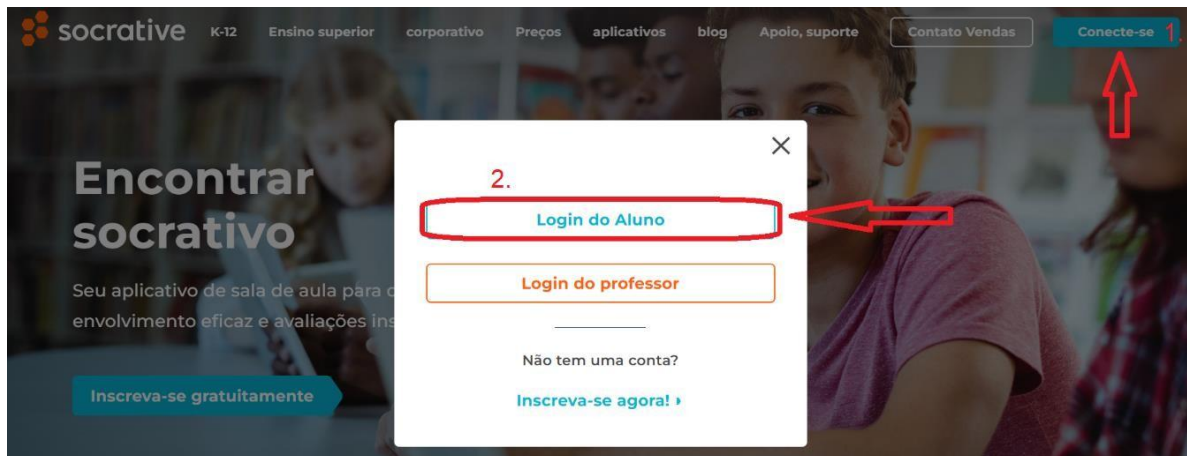 socrative K-12 Ensino superior corporativo Preços aplicativos blog Apoio, suporte Contato Vendas Conecte-se 1.
2.
Login do Aluno
Login do professor
Não tem uma conta?
Inscreva-se agora!
Encontrar
socrativo
Seu aplicativo de sala de aula para
envolvimento eficaz e avaliações
Inscreva-se gratuitamente